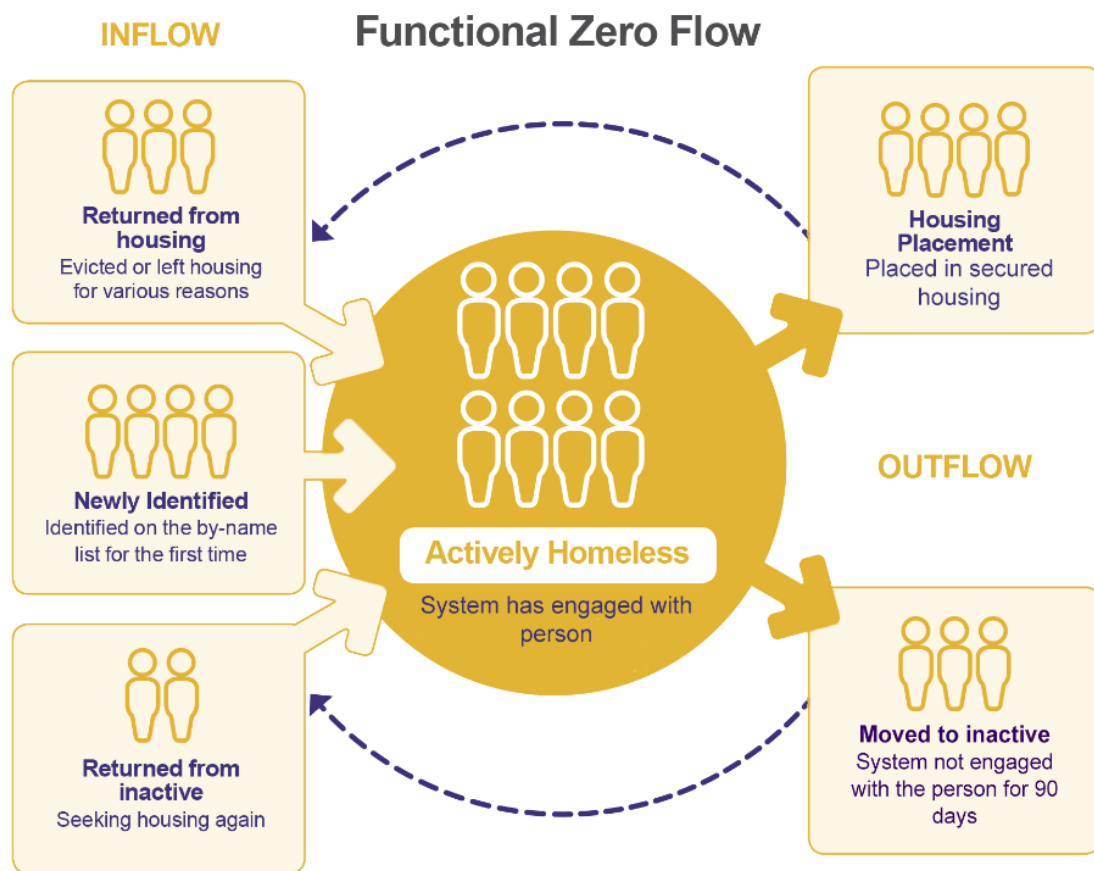 INFLOW
Functional Zero Flow
Returned from
housing
Evicted or left housing
for various reasons
Newly Identified
Identified on the by-name
list for the first time
Returned from
inactive
Seeking housing again
Actively Homeless
System has engaged with
person
Housing
Placement
Placed in secured
housing
OUTFLOW
Moved to inactive
System not engaged
with the person for 90
days